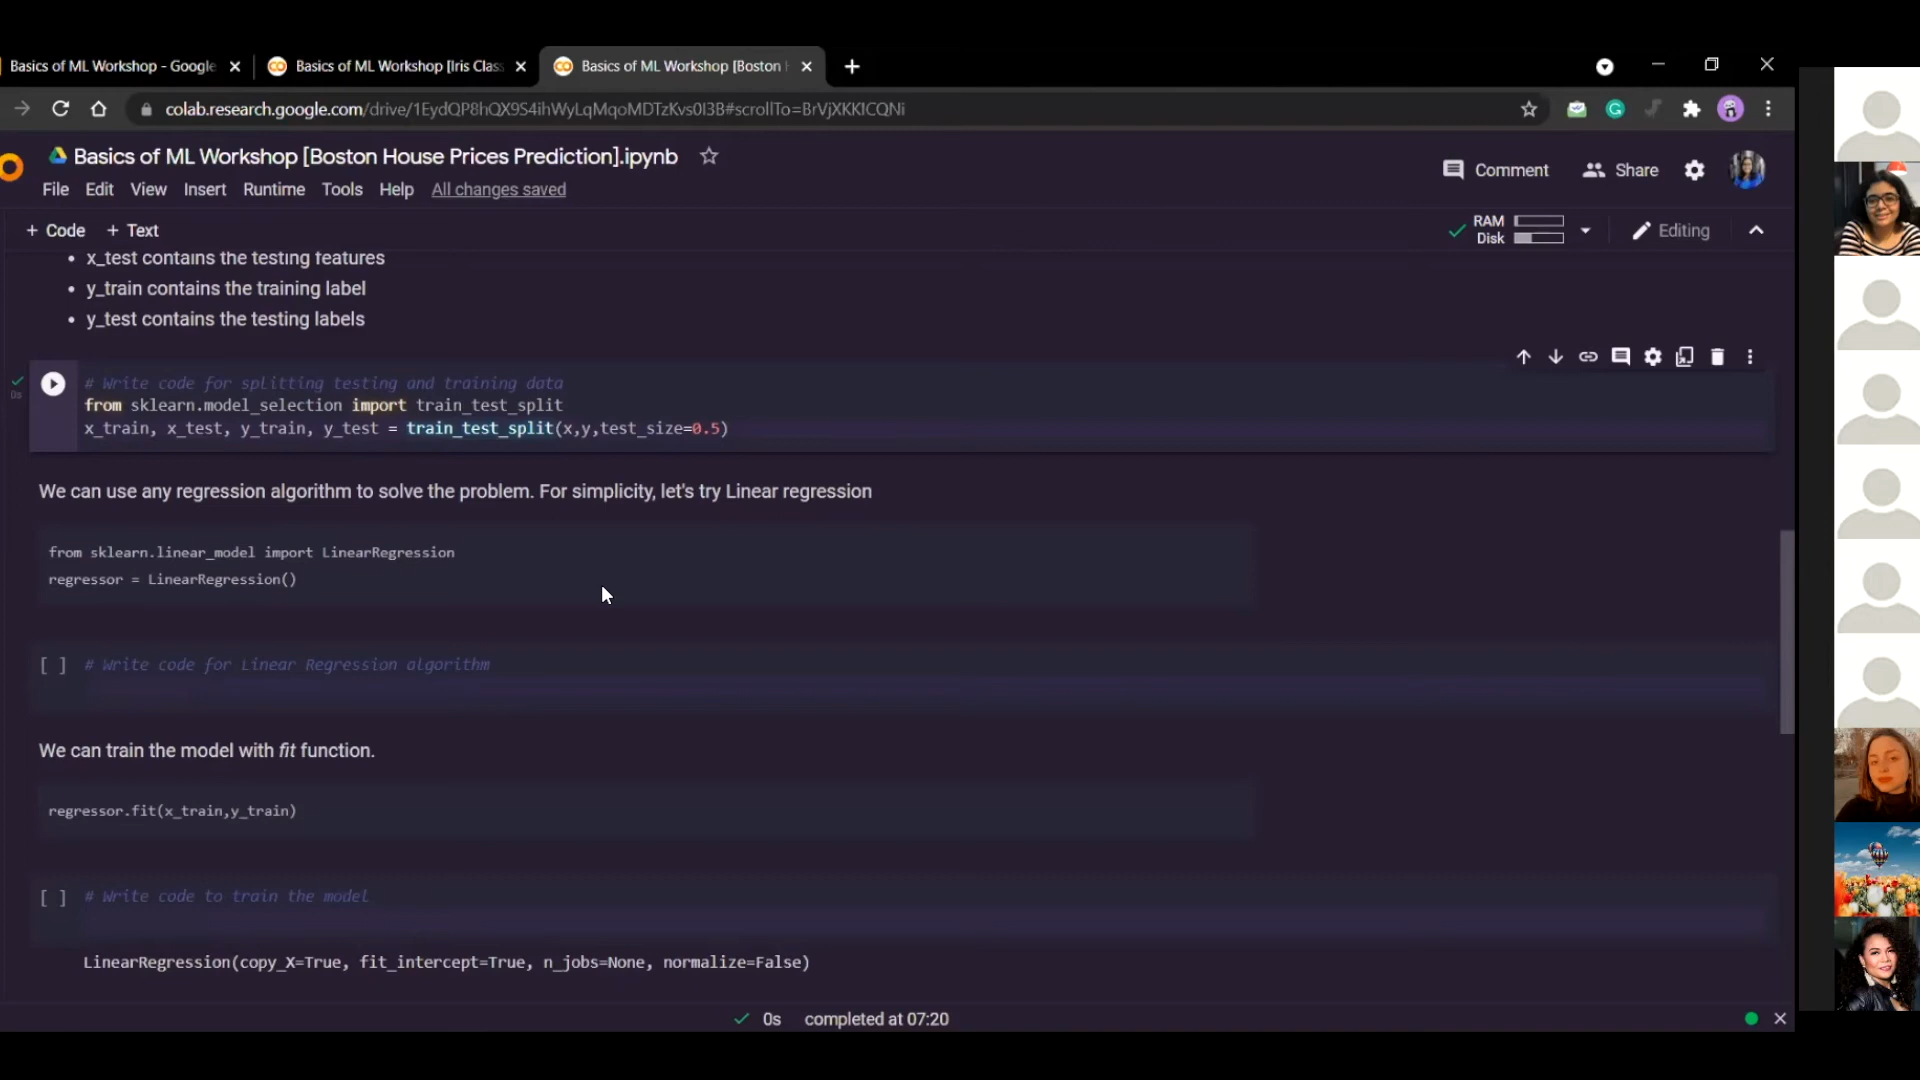 Basics of ML Workshop - Google
Basics of ML Workshop [Iris Clas
Basics of ML Workshop [Boston
colab.research.google.com/drive/1EydQP8hQX9S4ihWyLqMqoMDTzKvs0I3B#scrollTo=BrVjXKKICQNi
Basics of ML Workshop [Boston House Prices Prediction].ipynb
Comment
Share
File Edit View Insert Runtime Tools Help All changes saved
+ Code + Text
RAM
Disk
Editing
• x_test contains the testing features
• y_train contains the training label
• y_test contains the testing labels
0s
# Write code for splitting testing and training data
from sklearn.model_selection import train_test_split
x_train, x_test, y_train, y_test = train_test_split(x,y,test_size=0.5)
We can use any regression algorithm to solve the problem. For simplicity, let's try Linear regression
from sklearn.linear_model import LinearRegression
regressor = LinearRegression()
[ ] # Write code for Linear Regression algorithm
We can train the model with fit function.
regressor.fit(x_train,y_train)
[ ] # Write code to train the model
LinearRegression(copy_X=True, fit_intercept=True, n_jobs=None, normalize=False)
0s completed at 07:20